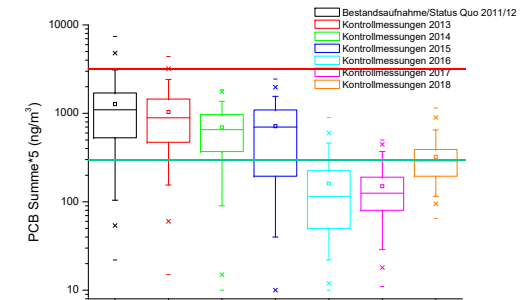 Bestandsaufnahme/Status Quo 2011/12
Kontrollmessungen 2013
Kontrollmessungen 2014
Kontrollmessungen 2015
Kontrollmessungen 2016
Kontrollmessungen 2017
Kontrollmessungen 2018
PCB Summe*5 (ng/m³)
10000
1000
100
10